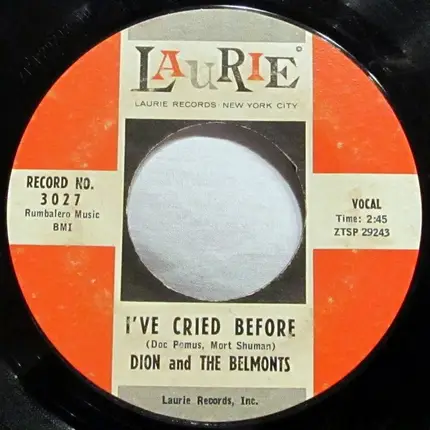 LAURIE©
LAURIE RECORDS NEW YORK CITY
RECORD NO.
3027
Rumbalero Music
BMI
VOCAL
Time: 2:45
ZTSP 29243
I'VE CRIED BEFORE
(Doc Pomus, Mort Shuman)
DION and THE BELMONTS
Laurie Records, Inc.